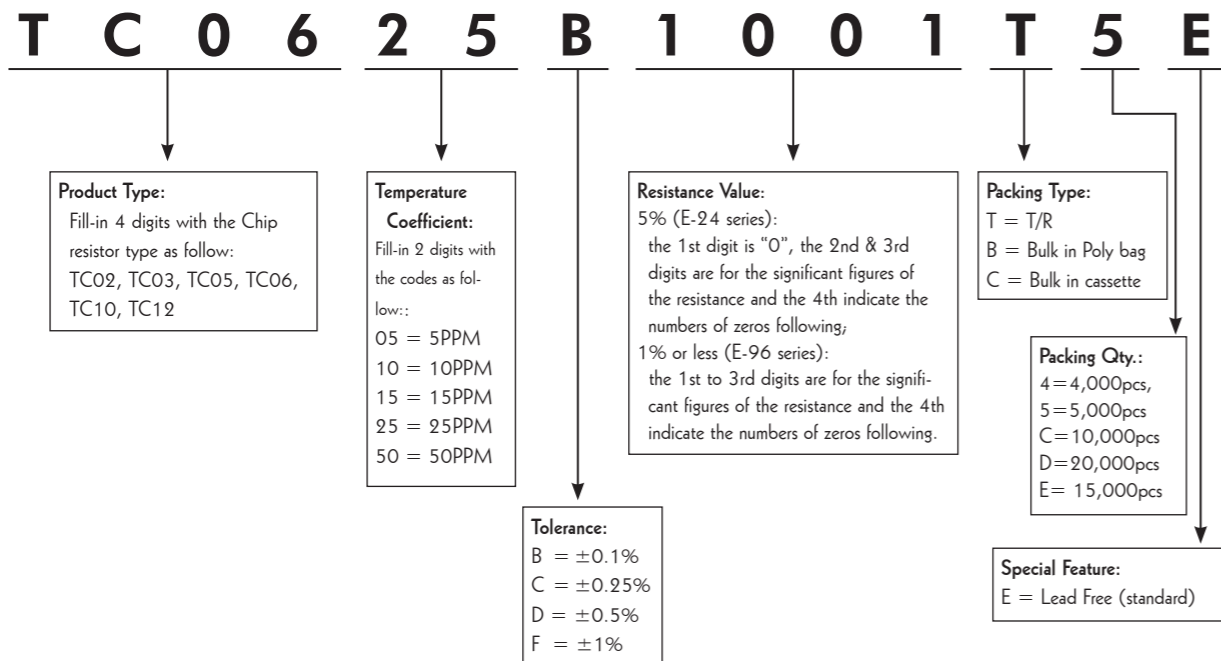 T C 0 6 2 5 B 1 0 0 1 T 5 E
Product Type:
Fill-in 4 digits with the Chip
resistor type as follow:
TC02, TC03, TC05, TC06,
TC10, TC12
Temperature
Coefficient:
Fill-in 2 digits with
the codes as fol-
low::
05 = 5PPM
10 = 10PPM
15 = 15PPM
25 = 25PPM
50 = 50PPM
Tolerance:
B = ±0.1%
C = ±0.25%
D = ±0.5%
F = ±1%
Resistance Value:
5% (E-24 series):
the 1st digit is “0”, the 2nd & 3rd
digits are for the significant figures of
the resistance and the 4th indicate the
numbers of zeros following;
1% or less (E-96 series):
the 1st to 3rd digits are for the signifi-
cant figures of the resistance and the 4th
indicate the numbers of zeros following.
Packing Type:
T = T/R
B = Bulk in Poly bag
C = Bulk in cassette
Packing Qty.:
4=4,000pcs,
5=5,000pcs
C=10,000pcs
D=20,000pcs
E= 15,000pcs
Special Feature:
E = Lead Free (standard)